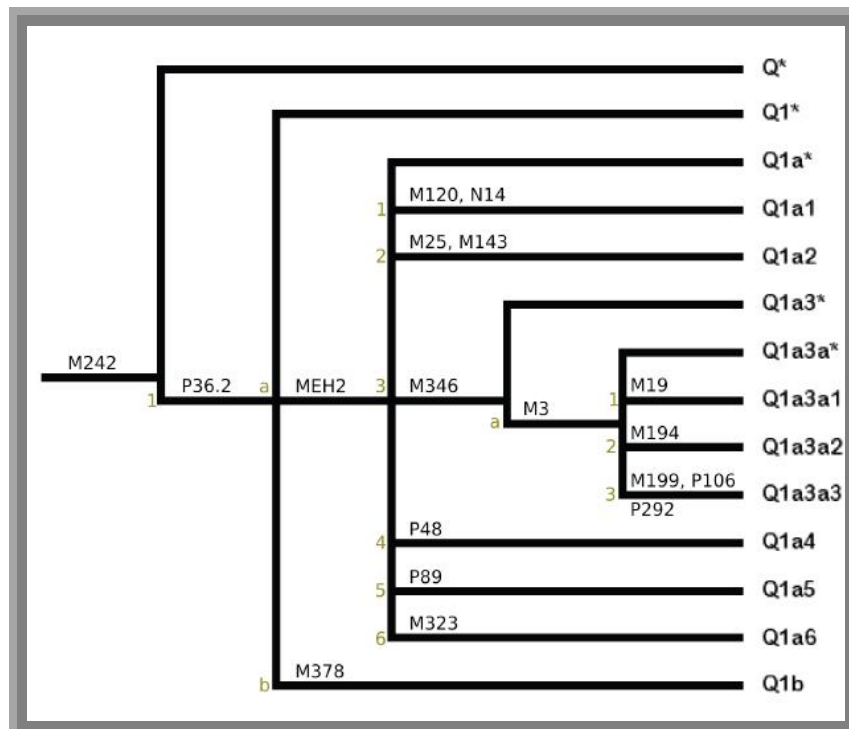 Q*
Q1*
Q1a*
M120, N14
1 Q1a1
M25, M143
2 Q1a2
Q1a3*
Q1a3a*
M242
P36.2 a MEH2 3 M346
M19
1 1 Q1a3a1
a M3
M194
2 Q1a3a2
M199, P106
3 Q1a3a3
P292
P48
4 Q1a4
P89
5 Q1a5
M323
6 Q1a6
M378
b Q1b